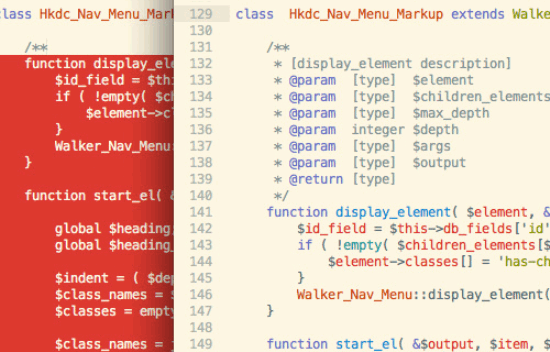 class Hkdc_Nav_Menu_Mark
/**
function display_ele
$id_field = $this
if ( !empty( $ch
$element->cl
}
Walker_Nav_Menu:
}
function start_el( &
global $heading;
global $heading_
$indent = ( $dep
$class_names =
$classes = empty
$class_names =
129 class Hkdc_Nav_Menu_Markup extends Walke
130
131 /**
132 * [display_element description]
133 * @param [type] $element
134 * @param [type] $children_elements
135 * @param [type] $max_depth
136 * @param integer $depth
137 * @param [type] $args
138 * @param [type] $output
139 * @return [type]
140 */
141 function display_element( $element, &
142 $id_field = $this->db_fields['id'
143 if ( !empty( $children_elements[$
144 $element->classes[] = 'has-ch
145 }
146 Walker_Nav_Menu::display_element(
147 }
148
149 function start_el( &$output, $item, $